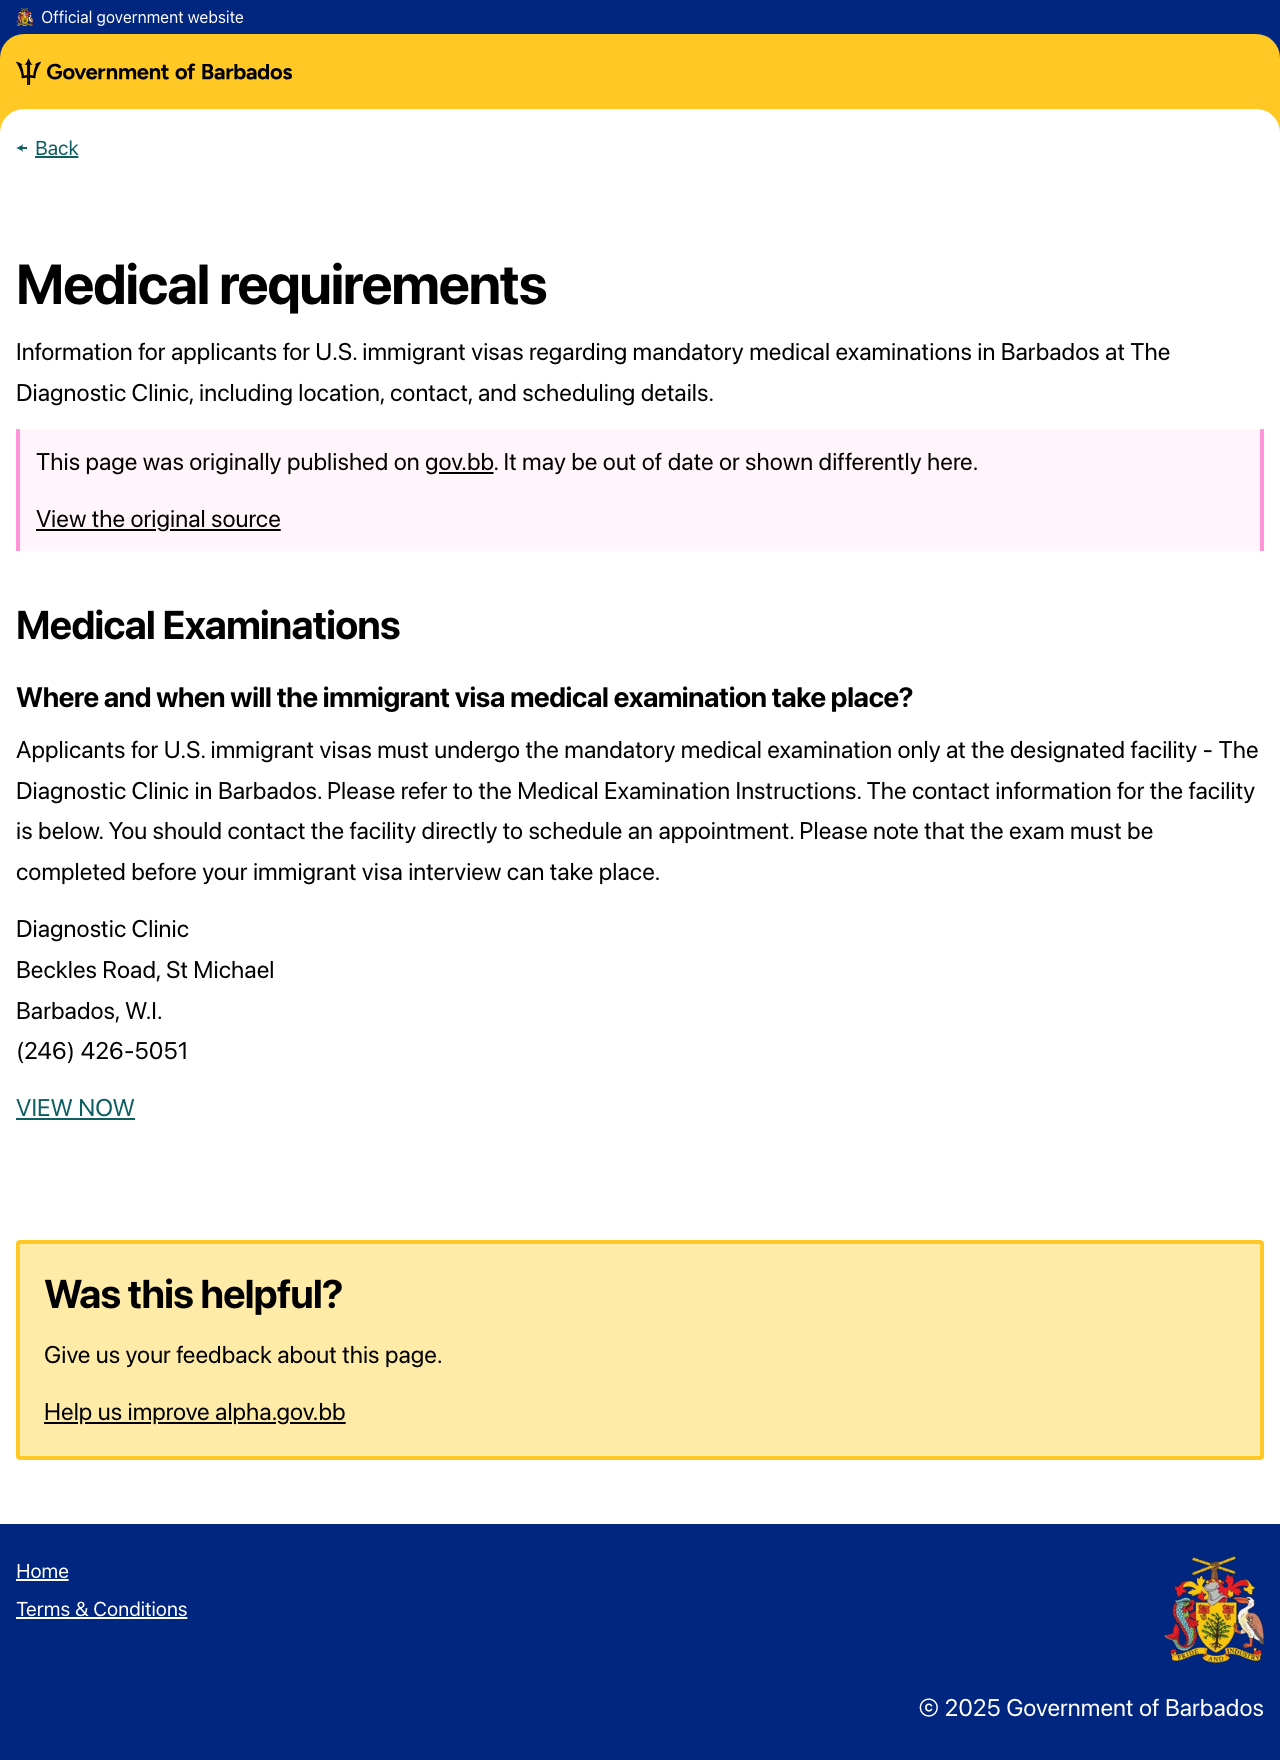 Official government website
Government of Barbados
Back
Medical requirements
Information for applicants for U.S. immigrant visas regarding mandatory medical examinations in Barbados at The
Diagnostic Clinic, including location, contact, and scheduling details.
This page was originally published on gov.bb. It may be out of date or shown differently here.
View the original source
Medical Examinations
Where and when will the immigrant visa medical examination take place?
Applicants for U.S. immigrant visas must undergo the mandatory medical examination only at the designated facility - The
Diagnostic Clinic in Barbados. Please refer to the Medical Examination Instructions. The contact information for the facility
is below. You should contact the facility directly to schedule an appointment. Please note that the exam must be
completed before your immigrant visa interview can take place.
Diagnostic Clinic
Beckles Road, St Michael
Barbados, W.I.
(246) 426-5051
VIEW NOW
Was this helpful?
Give us your feedback about this page.
Help us improve alpha.gov.bb
Home
Terms & Conditions
PRIDE AND INDUSTRY
© 2025 Government of Barbados